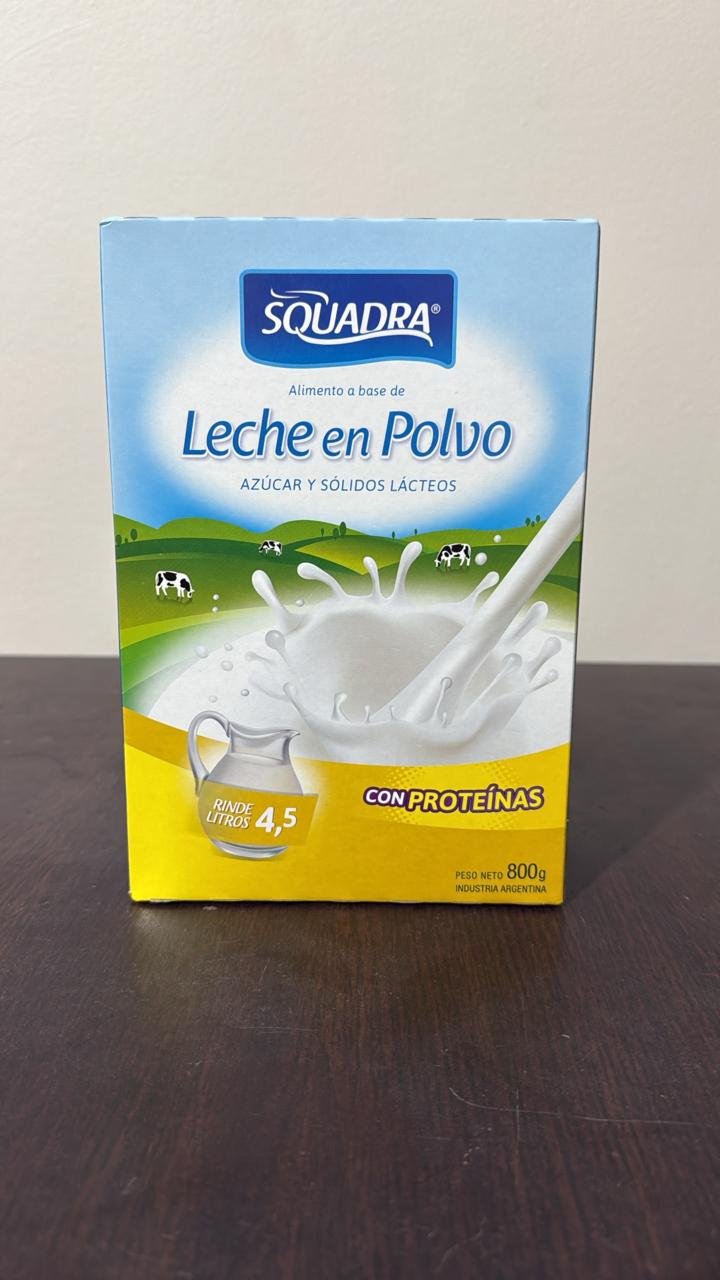 SQUADRA®
Alimento a base de
Leche en Polvo
AZÚCAR Y SÓLIDOS LÁCTEOS
RINDE
LITROS 4,5
CON PROTEÍNAS
PESO NETO 800g
INDUSTRIA ARGENTINA